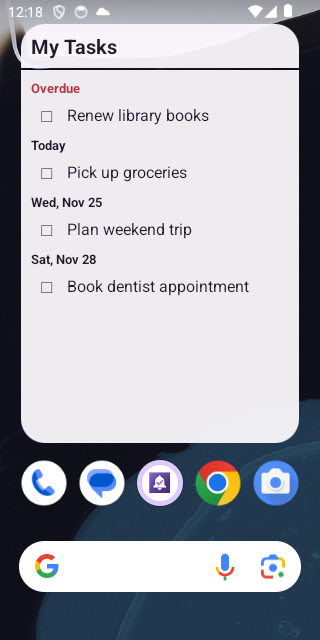 12:18
My Tasks
Overdue
Renew library books
Today
Pick up groceries
Wed, Nov 25
Plan weekend trip
Sat, Nov 28
Book dentist appointment